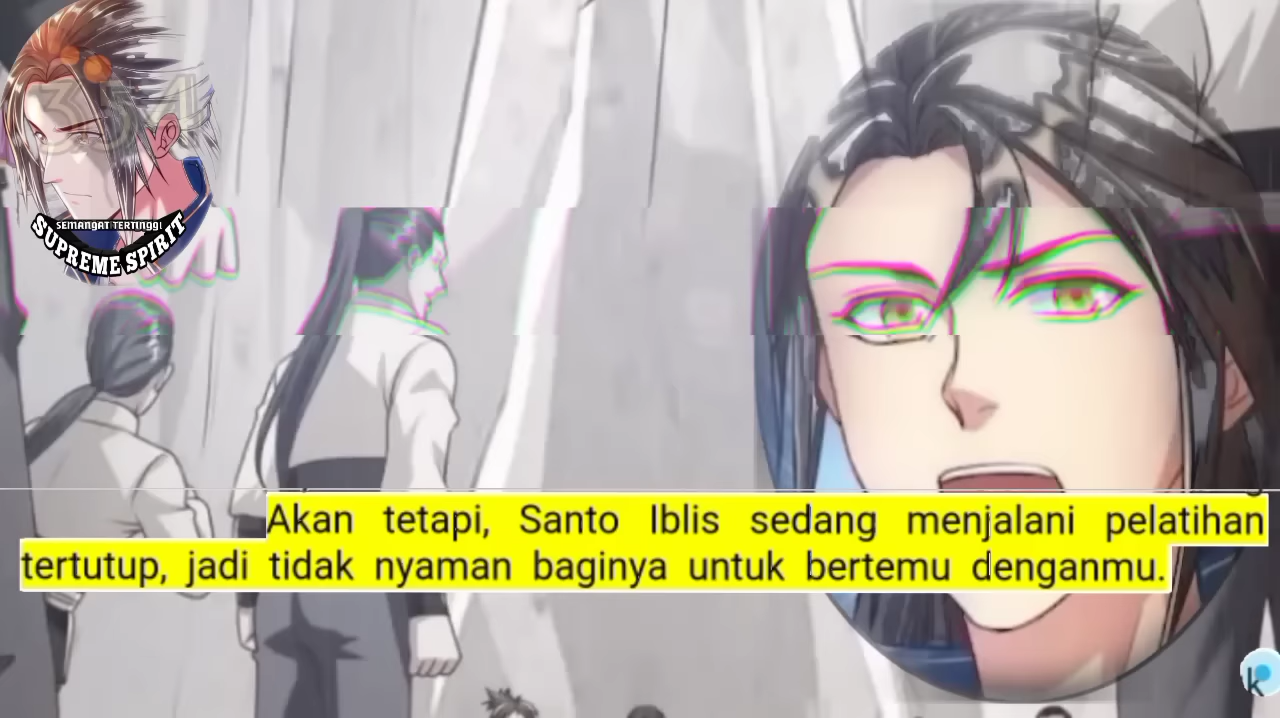 354
SEMANGAT TERTINGGI
SUPREME SPIRIT
Akan tetapi, Santo Iblis sedang menjalani pelatihan
tertutup, jadi tidak nyaman baginya untuk bertemu denganmu.
k